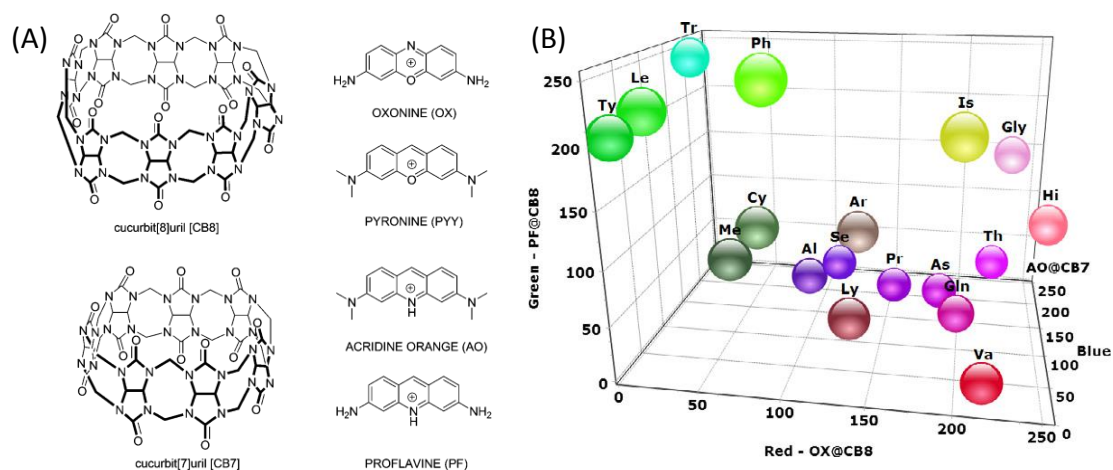 (A)
cucurbit[8]uril [CB8]
cucurbit[7]uril [CB7]
H₂N
N
O
+
NH₂
OXONINE (OX)
N
O
+
N
PYRONINE (PYY)
N
N
H
+
N
ACRIDINE ORANGE (AO)
H₂N
N
H
+
NH₂
PROFLAVINE (PF)
(B)
Green - PF@CB8
250
200
150
100
50
0
Tr
Ph
Le
Ty
Is
Gly
Hi
Cy
Ar
Me
Se
Th
Al
Pr
As
Gln
Ly
Va
AO@CB7
250
200
150
100
50
0
Blue
0
50
100
150
200
250
Red - OX@CB8